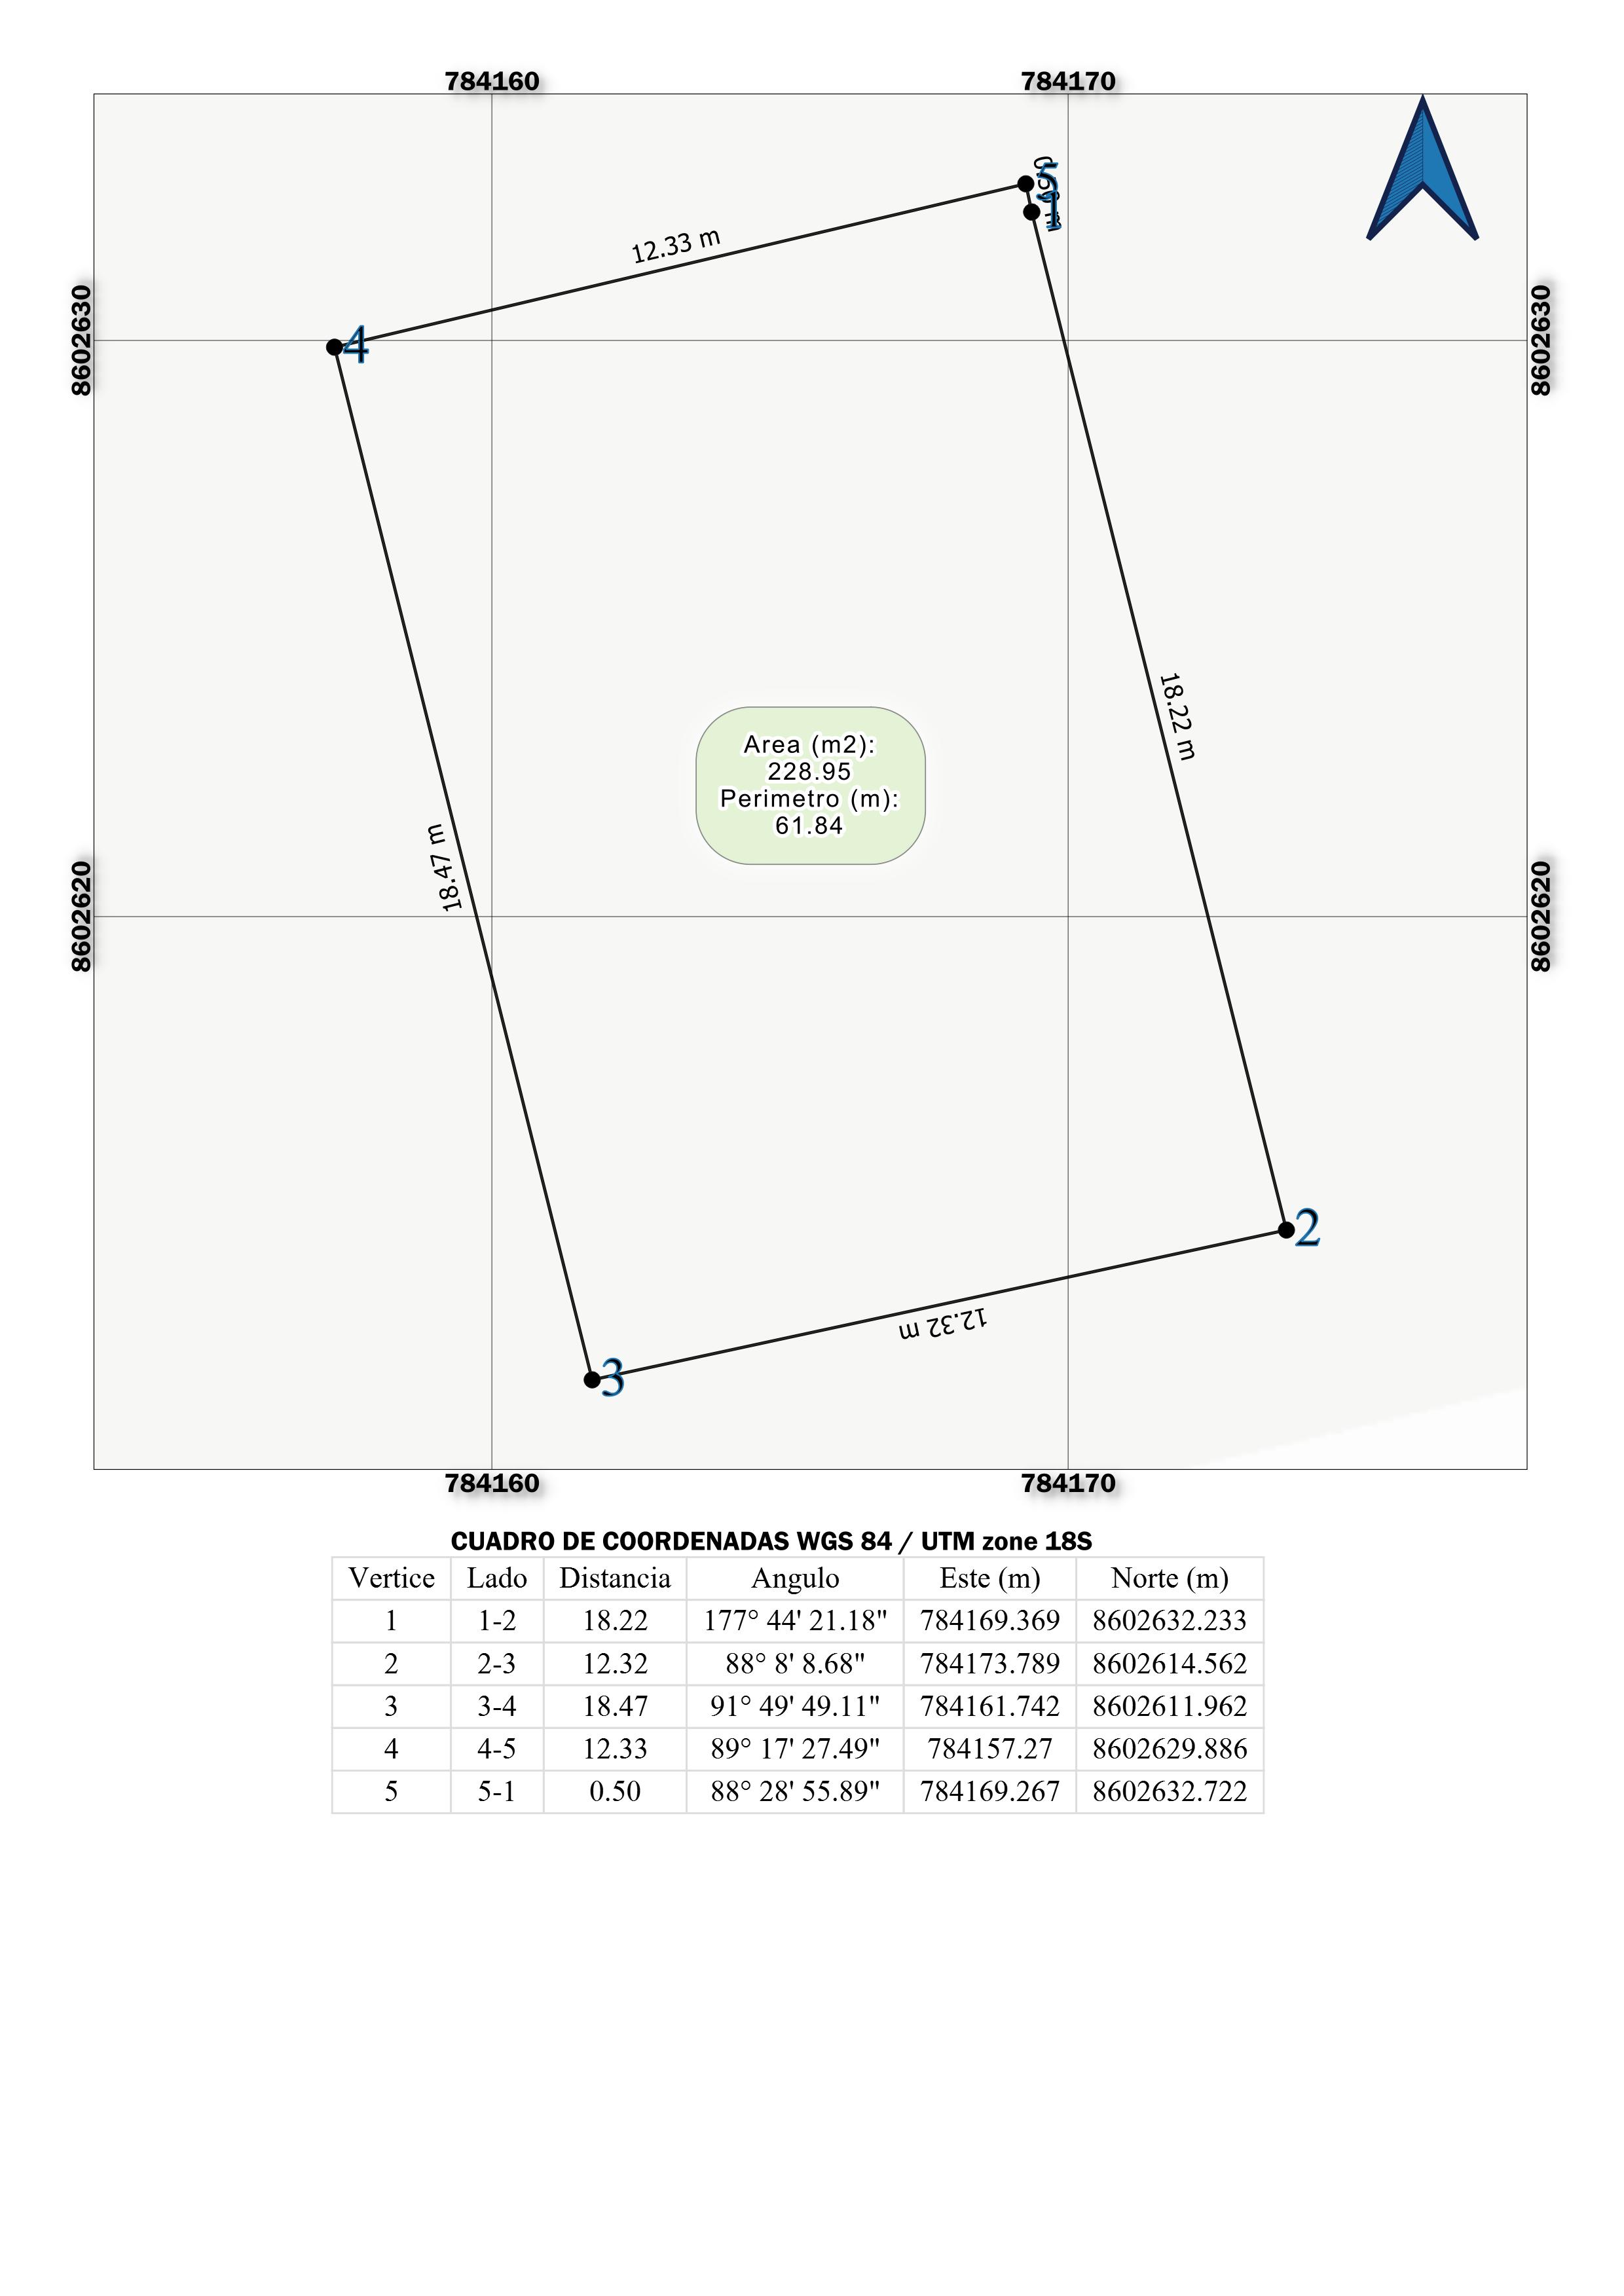 784160 784170
5
0.50 m
1
12.33 m
8602630 8602630
4
18.22 m
Area (m2):
228.95
Perimetro (m):
61.84
18.47 m
8602620 8602620
2
12.32 m
3
784160 784170
CUADRO DE COORDENADAS WGS 84 / UTM zone 18S
Vertice Lado Distancia Angulo Este (m) Norte (m)
1 1-2 18.22 177° 44' 21.18" 784169.369 8602632.233
2 2-3 12.32 88° 8' 8.68" 784173.789 8602614.562
3 3-4 18.47 91° 49' 49.11" 784161.742 8602611.962
4 4-5 12.33 89° 17' 27.49" 784157.27 8602629.886
5 5-1 0.50 88° 28' 55.89" 784169.267 8602632.722